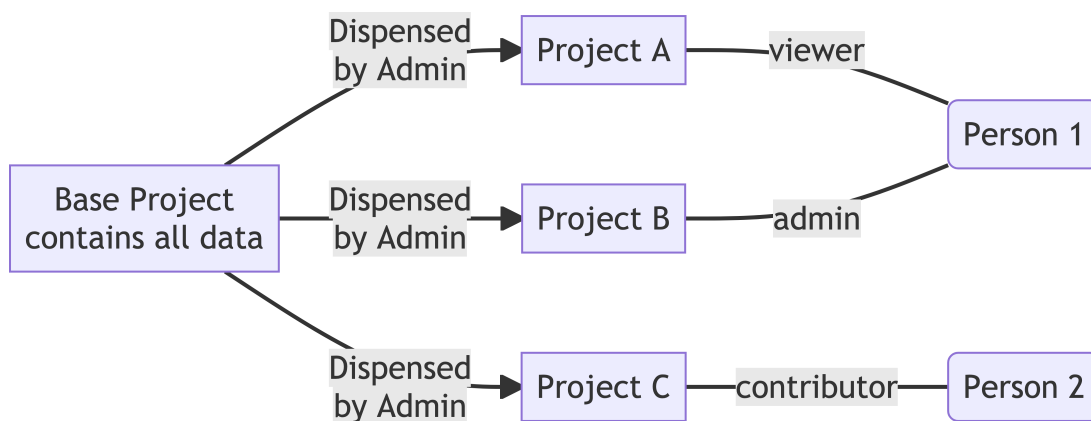 Dispensed
by Admin
Project A
viewer
Person 1
Base Project
contains all data
Dispensed
by Admin
Project B
admin
Dispensed
by Admin
Project C
contributor
Person 2